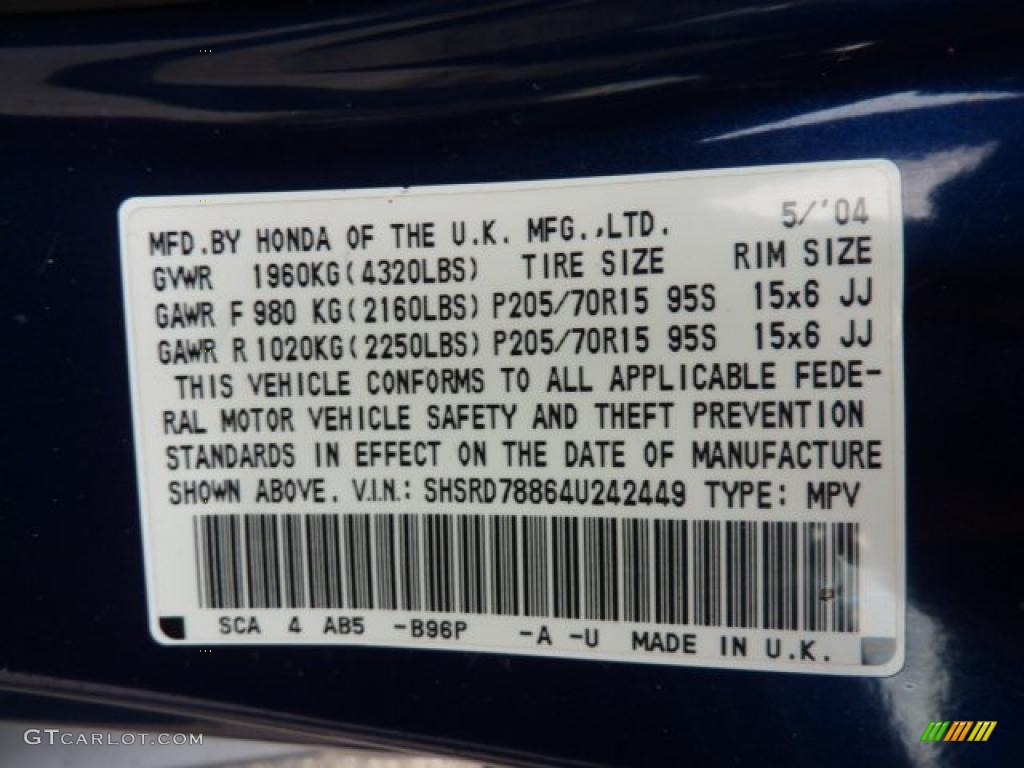 5/'04
MFD.BY HONDA OF THE U.K. MFG.,LTD.
GVWR 1960KG(4320LBS) TIRE SIZE RIM SIZE
GAWR F 980 KG(2160LBS) P205/70R15 95S 15x6 JJ
GAWR R 1020KG(2250LBS) P205/70R15 95S 15x6 JJ
THIS VEHICLE CONFORMS TO ALL APPLICABLE FEDE-
RAL MOTOR VEHICLE SAFETY AND THEFT PREVENTION
STANDARDS IN EFFECT ON THE DATE OF MANUFACTURE
SHOWN ABOVE. V.I.N.: SHSRD78864U242449 TYPE: MPV
SCA 4 AB5 -B96P -A -U MADE IN U.K.
GTCARLOT.COM